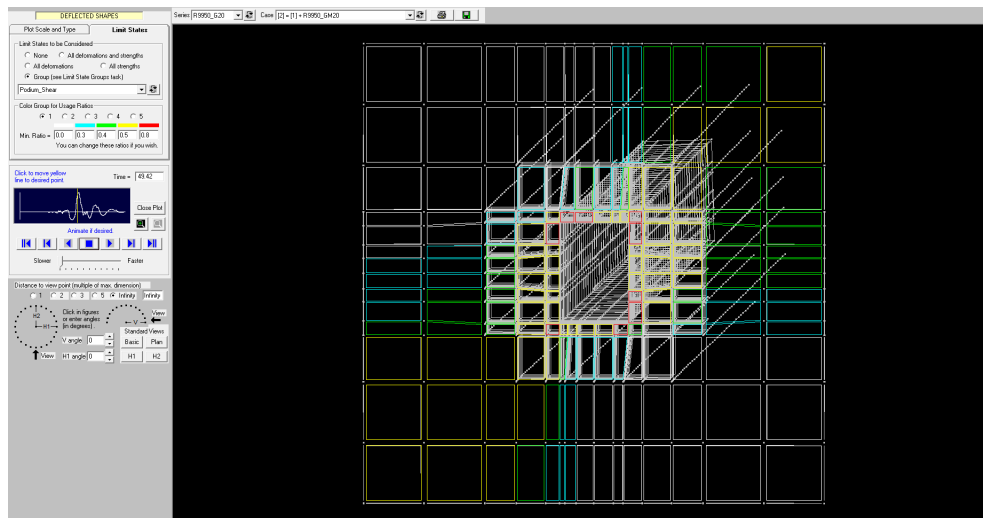 DEFLECTED SHAPES
Series R9950_G20 Case [2] = [1] + R9950_GM20
Plot Scale and Type Limit States
Limit States to be Considered
None All deformations and strengths
All deformations All strengths
Group (see Limit State Groups task)
Podium_Shear
Color Group for Usage Ratios
1 2 3 4 5
Min. Ratio = 0.0 0.3 0.4 0.5 0.8
You can change these ratios if you wish.
Click to move yellow
line to desired point.
Time = 49.42
Close Plot
Animate if desired.
Slower Faster
Distance to view point (multiple of max. dimension)
1 2 3 5 Infinity Infinity
H2
H1
Click in figures
or enter angles
(in degrees).
V
View
V angle 0
Standard Views
Basic Plan
View
H1 angle 0
H1 H2